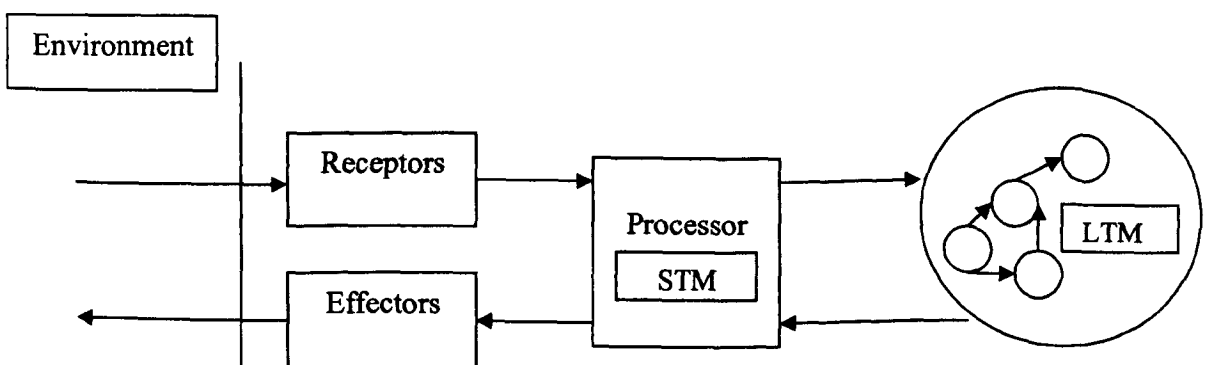 Environment
Receptors
Processor
STM
LTM
Effectors